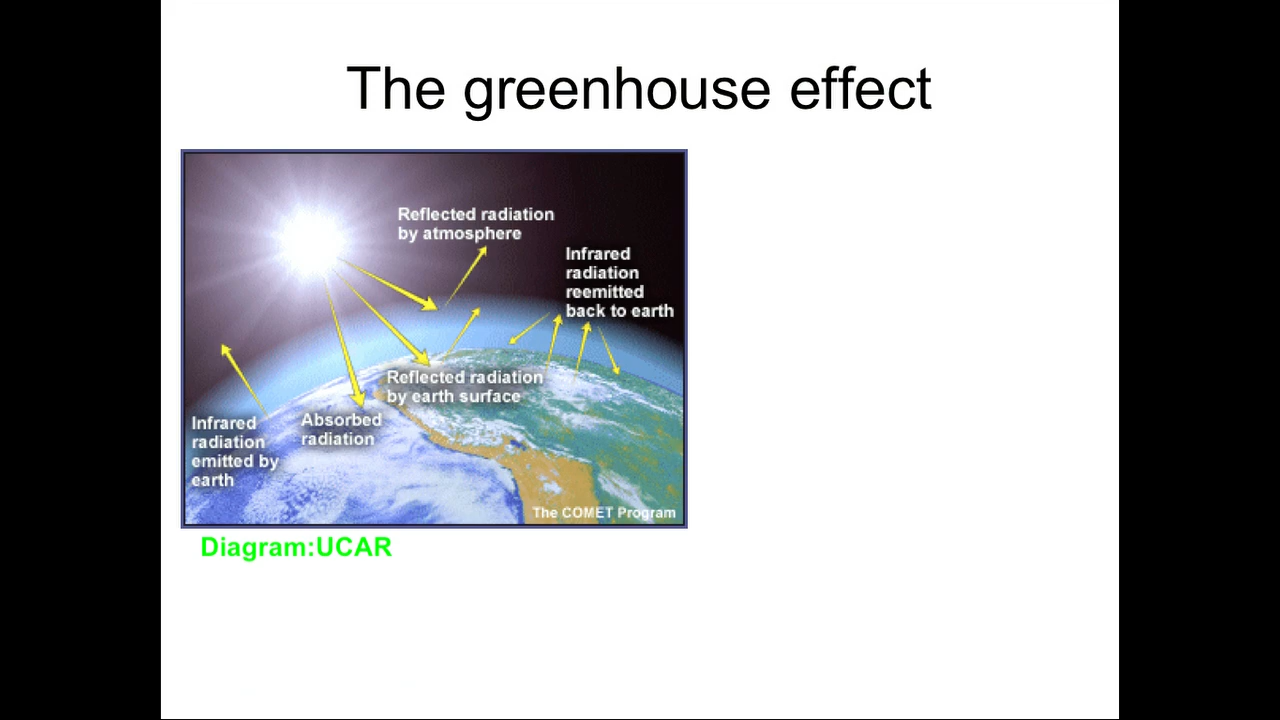 The greenhouse effect
Reflected radiation
by atmosphere
Infrared
radiation
reemitted
back to earth
Reflected radiation
by earth surface
Absorbed
radiation
Infrared
radiation
emitted by
earth
The COMET Program
Diagram:UCAR